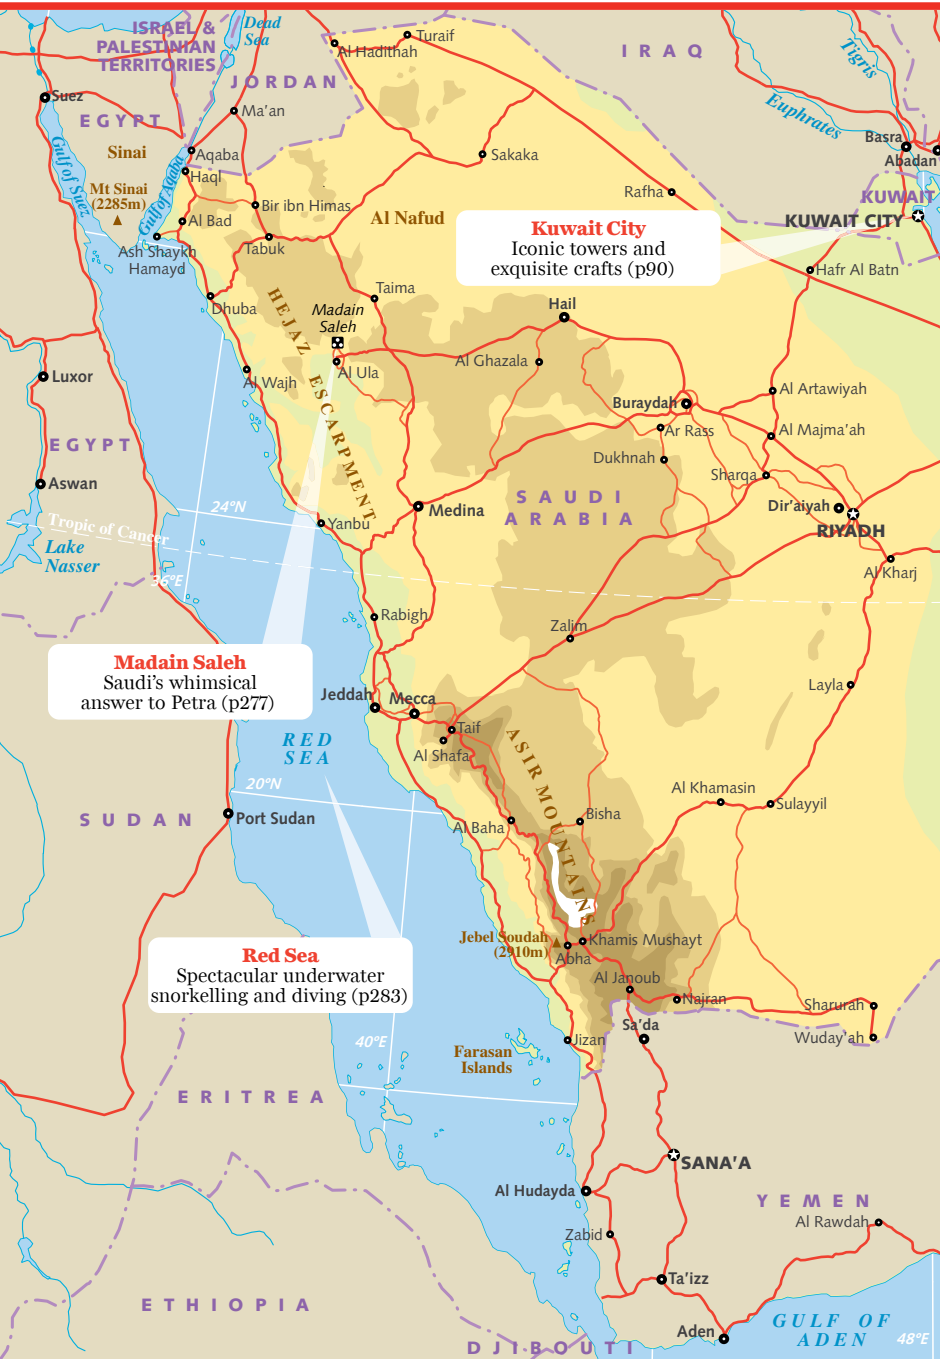 ISRAEL &
PALESTINIAN
TERRITORIES
Dead
Sea
Turaif
Al Hadithah
IRAQ
Tigris
JORDAN
Suez
Ma'an
Euphrates
EGYPT
Basra
Abadan
Sinai
Aqaba
Sakaka
Haql
Gulf of Suez
Gulf of Aqaba
Mt Sinai
(2285m)
Rafha
KUWAIT
Bir ibn Himas
Al Nafud
Al Bad
KUWAIT CITY
Kuwait City
Iconic towers and
exquisite crafts (p90)
Ash Shaykh
Hamayd
Tabuk
Hafr Al Batn
Taima
Dhuba
Madain
Saleh
Hail
HEJAZ ESCARPMENT
Al Ghazala
Al Ula
Luxor
Al Wajh
Al Artawiyah
Buraydah
Ar Rass
Al Majma'ah
EGYPT
Dukhnah
Sharqa
Aswan
SAUDI
ARABIA
24°N
Medina
Dir'aiyah
RIYADH
Yanbu
Tropic of Cancer
Lake
Nasser
36°E
Al Kharj
Rabigh
Zalim
Madain Saleh
Saudi's whimsical
answer to Petra (p277)
Layla
Jeddah
Mecca
Taif
Al Shafa
RED
SEA
ASIR MOUNTAINS
20°N
Al Khamasin
Sulayyil
SUDAN
Port Sudan
Bisha
Al Baha
Jebel Soudah
(2910m)
Khamis Mushayt
Abha
Red Sea
Spectacular underwater
snorkelling and diving (p283)
Al Janoub
Najran
Sharurah
Sa'da
Wuday'ah
40°E
Jizan
Farasan
Islands
ERITREA
SANA'A
Al Hudayda
YEMEN
Al Rawdah
Zabid
Ta'izz
ETHIOPIA
Aden
GULF OF
ADEN
48°E
DJIBOUTI